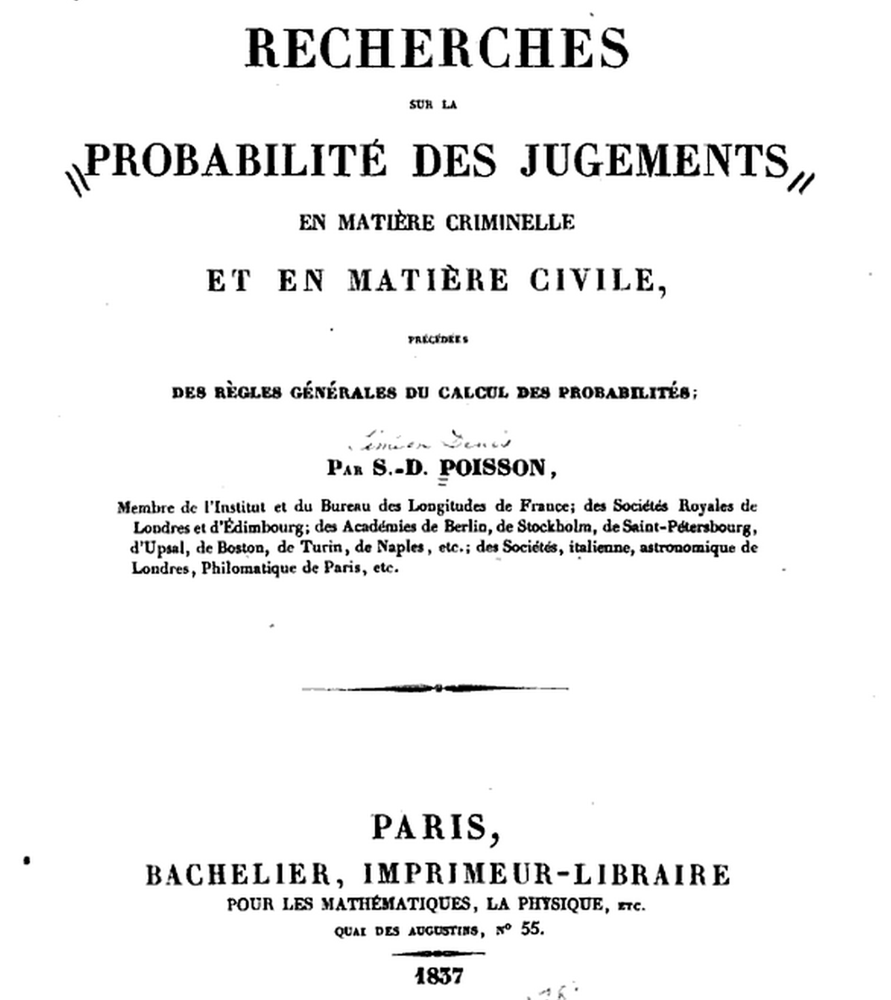 RECHERCHES
SUR LA
PROBABILITÉ DES JUGEMENTS
EN MATIÈRE CRIMINELLE
ET EN MATIÈRE CIVILE,
PRÉCÉDÉES
DES RÈGLES GÉNÉRALES DU CALCUL DES PROBABILITÉS;
Siméon Denis
PAR S.-D. POISSON,
Membre de l'Institut et du Bureau des Longitudes de France; des Sociétés Royales de
Londres et d'Édimbourg; des Académies de Berlin, de Stockholm, de Saint-Pétersbourg,
d'Upsal, de Boston, de Turin, de Naples, etc.; des Sociétés, italienne, astronomique de
Londres, Philomatique de Paris, etc.
PARIS,
BACHELIER, IMPRIMEUR-LIBRAIRE
POUR LES MATHÉMATIQUES, LA PHYSIQUE, ETC.
QUAI DES AUGUSTINS, Nº 55.
1837